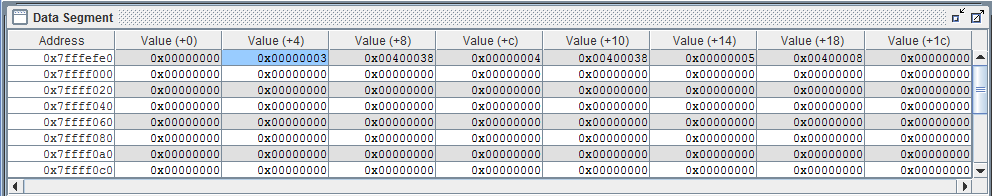 Data Segment
Address Value (+0) Value (+4) Value (+8) Value (+c) Value (+10) Value (+14) Value (+18) Value (+1c)
0x7fffefe0 0x00000000 0x00000003 0x00400038 0x00000004 0x00400038 0x00000005 0x00400008 0x00000000
0x7ffff000 0x00000000 0x00000000 0x00000000 0x00000000 0x00000000 0x00000000 0x00000000 0x00000000
0x7ffff020 0x00000000 0x00000000 0x00000000 0x00000000 0x00000000 0x00000000 0x00000000 0x00000000
0x7ffff040 0x00000000 0x00000000 0x00000000 0x00000000 0x00000000 0x00000000 0x00000000 0x00000000
0x7ffff060 0x00000000 0x00000000 0x00000000 0x00000000 0x00000000 0x00000000 0x00000000 0x00000000
0x7ffff080 0x00000000 0x00000000 0x00000000 0x00000000 0x00000000 0x00000000 0x00000000 0x00000000
0x7ffff0a0 0x00000000 0x00000000 0x00000000 0x00000000 0x00000000 0x00000000 0x00000000 0x00000000
0x7ffff0c0 0x00000000 0x00000000 0x00000000 0x00000000 0x00000000 0x00000000 0x00000000 0x00000000